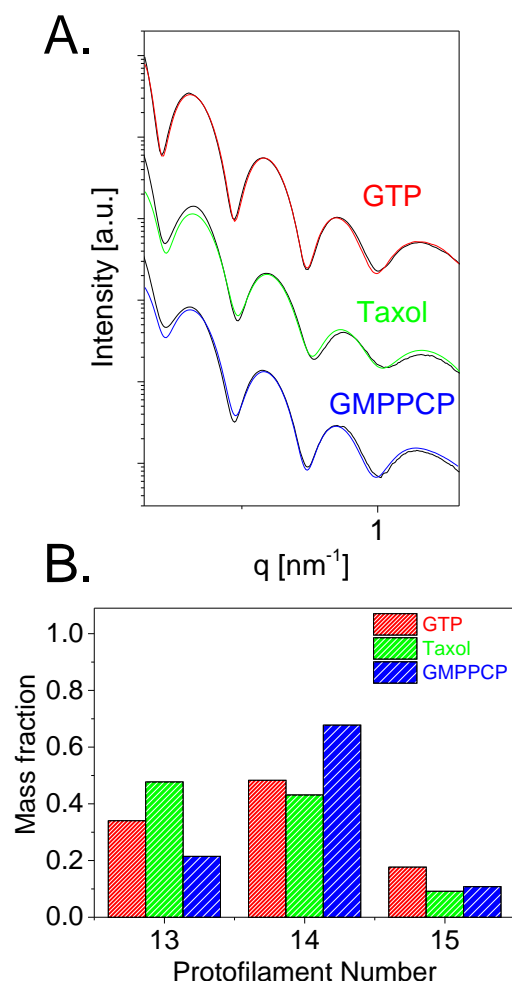 A.
Intensity [a.u.]
GTP
Taxol
GMPPCP
1
q [nm⁻¹]
B.
GTP
Taxol
GMPPCP
1.0
0.8
0.6
0.4
0.2
0.0
Mass fraction
13 14 15
Protofilament Number